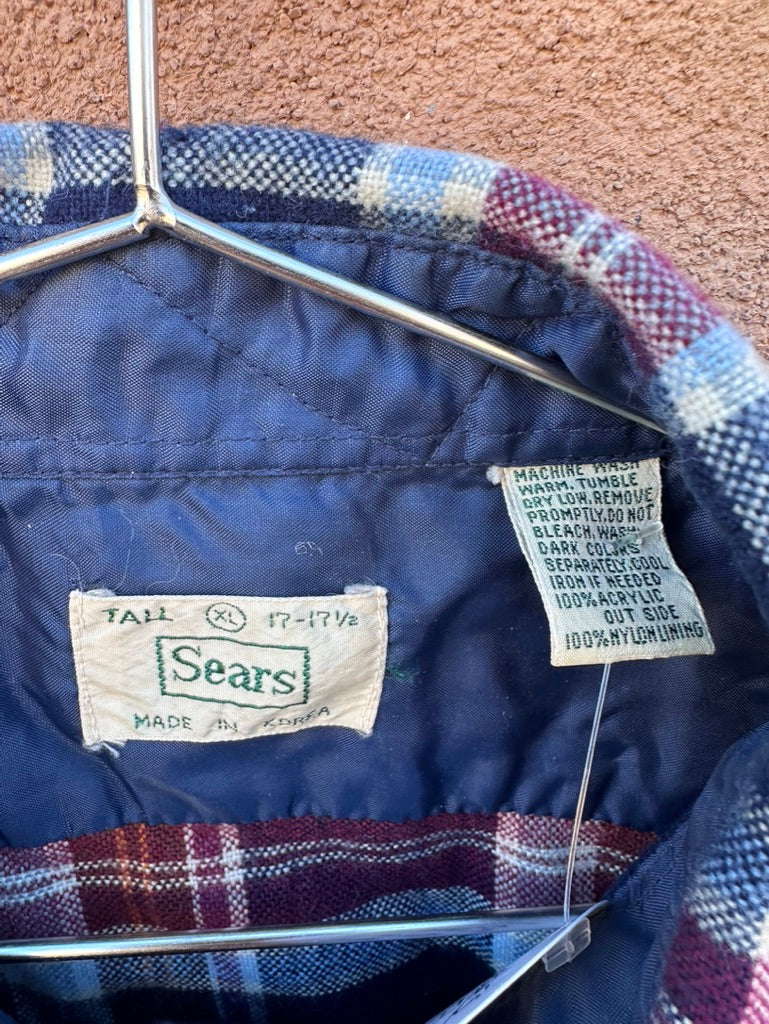 TALL XL 17-17½
Sears
MADE IN KOREA
MACHINE WASH
WARM, TUMBLE
DRY LOW, REMOVE
PROMPTLY, DO NOT
BLEACH, WASH
DARK COLORS
SEPARATELY, COOL
IRON IF NEEDED
100% ACRYLIC
OUT SIDE
100% NYLON LINING